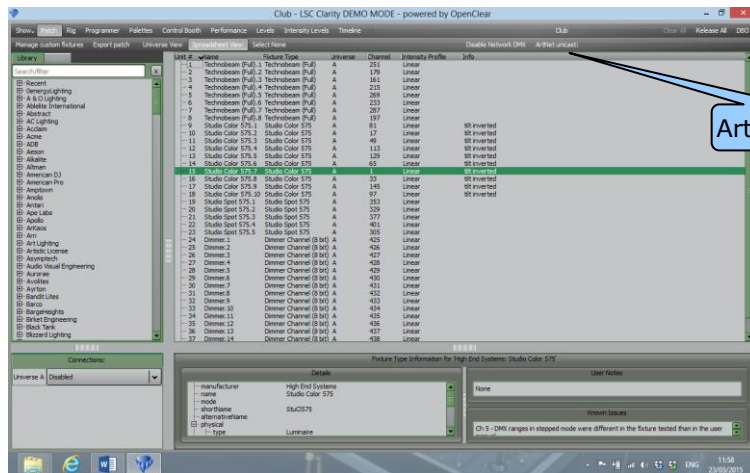 Club - LSC Clarity DEMO MODE - powered by OpenClear
Show. Patch Rig Programmer Palettes Control Booth Performance Levels Intensity Levels Timeline Club Clear All Release All DBO
Manage custom fixtures Export patch Universe View Spreadsheet View Select None Disable Network DMX ArtNet unicast:
Library
Unit # Name Fixture Type Universe Channel Intensity Profile Info
Search/filter
Recent
0energyLighting
A & O Lighting
Ablelite International
Abstract
AC Lighting
Acclaim
Acme
ADB
Aeson
Alkalite
Altman
American DJ
American Pro
Amptown
Anolis
Antari
Ape Labs
Apollo
ArKaos
Arri
Art Lighting
Artistic License
Asymptech
Audio Visual Engineering
Aurorae
Avolites
Ayrton
Bandit Lites
Barco
BargeHeights
Birket Engineering
Black Tank
Blizzard Lighting
1 Technobeam (Full).1 Technobeam (Full) A 251 Linear
2 Technobeam (Full).2 Technobeam (Full) A 179 Linear
3 Technobeam (Full).3 Technobeam (Full) A 161 Linear
4 Technobeam (Full).4 Technobeam (Full) A 215 Linear
5 Technobeam (Full).5 Technobeam (Full) A 269 Linear
6 Technobeam (Full).6 Technobeam (Full) A 233 Linear
7 Technobeam (Full).7 Technobeam (Full) A 287 Linear
8 Technobeam (Full).8 Technobeam (Full) A 197 Linear
9 Studio Color 575.1 Studio Color 575 A 81 Linear tilt inverted
10 Studio Color 575.2 Studio Color 575 A 17 Linear tilt inverted
11 Studio Color 575.3 Studio Color 575 A 49 Linear tilt inverted
12 Studio Color 575.4 Studio Color 575 A 113 Linear tilt inverted
13 Studio Color 575.5 Studio Color 575 A 129 Linear tilt inverted
14 Studio Color 575.6 Studio Color 575 A 65 Linear tilt inverted
15 Studio Color 575.7 Studio Color 575 A 1 Linear tilt inverted
16 Studio Color 575.8 Studio Color 575 A 33 Linear tilt inverted
17 Studio Color 575.9 Studio Color 575 A 145 Linear tilt inverted
18 Studio Color 575.10 Studio Color 575 A 97 Linear tilt inverted
19 Studio Spot 575.1 Studio Spot 575 A 353 Linear
20 Studio Spot 575.2 Studio Spot 575 A 329 Linear
21 Studio Spot 575.3 Studio Spot 575 A 377 Linear
22 Studio Spot 575.4 Studio Spot 575 A 401 Linear
23 Studio Spot 575.5 Studio Spot 575 A 305 Linear
24 Dimmer.1 Dimmer Channel (8 bit) A 425 Linear
25 Dimmer.2 Dimmer Channel (8 bit) A 426 Linear
26 Dimmer.3 Dimmer Channel (8 bit) A 427 Linear
27 Dimmer.4 Dimmer Channel (8 bit) A 428 Linear
28 Dimmer.5 Dimmer Channel (8 bit) A 429 Linear
29 Dimmer.6 Dimmer Channel (8 bit) A 430 Linear
30 Dimmer.7 Dimmer Channel (8 bit) A 431 Linear
31 Dimmer.8 Dimmer Channel (8 bit) A 432 Linear
32 Dimmer.9 Dimmer Channel (8 bit) A 433 Linear
33 Dimmer.10 Dimmer Channel (8 bit) A 434 Linear
34 Dimmer.11 Dimmer Channel (8 bit) A 435 Linear
35 Dimmer.12 Dimmer Channel (8 bit) A 436 Linear
36 Dimmer.13 Dimmer Channel (8 bit) A 437 Linear
37 Dimmer.14 Dimmer Channel (8 bit) A 438 Linear
Art
Connections:
Universe A Disabled
Fixture Type Information for 'High End Systems: Studio Color 575'
Details
manufacturer High End Systems
name Studio Color 575
mode
shortName StuCl575
alternativeName
physical
type Luminaire
User Notes
None
Known Issues
Ch 5 - DMX ranges in stepped mode were different in the fixture tested than in the user
ENG 11:58
23/03/2015